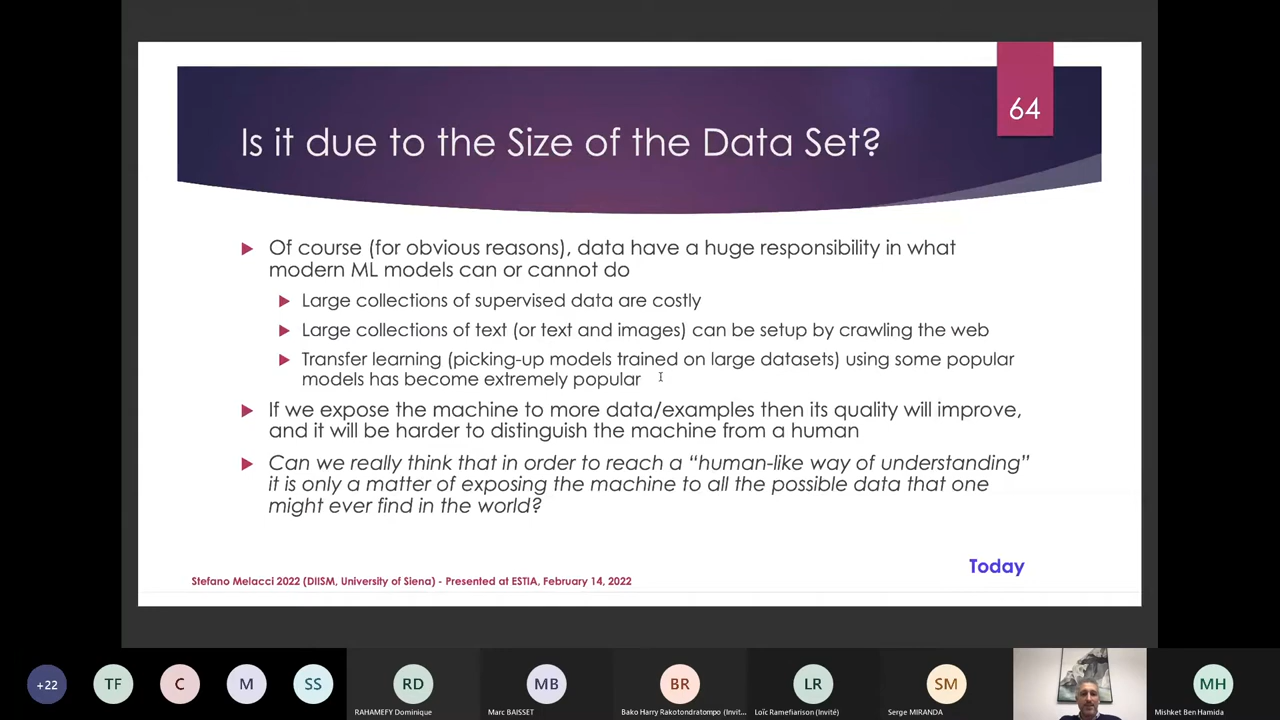 64
Is it due to the Size of the Data Set?
Of course (for obvious reasons), data have a huge responsibility in what
modern ML models can or cannot do
Large collections of supervised data are costly
Large collections of text (or text and images) can be setup by crawling the web
Transfer learning (picking-up models trained on large datasets) using some popular
models has become extremely popular
If we expose the machine to more data/examples then its quality will improve,
and it will be harder to distinguish the machine from a human
Can we really think that in order to reach a “human-like way of understanding”
it is only a matter of exposing the machine to all the possible data that one
might ever find in the world?
Today
Stefano Melacci 2022 (DIISM, University of Siena) - Presented at ESTIA, February 14, 2022
+22 TF C M SS RD MB BR LR SM MH
RAHAMEFY Dominique Marc BAISSET Bako Harry Rakotondratompo (Invit... Loïc Ramefiarison (Invité) Serge MIRANDA Mishket Ben Hamida